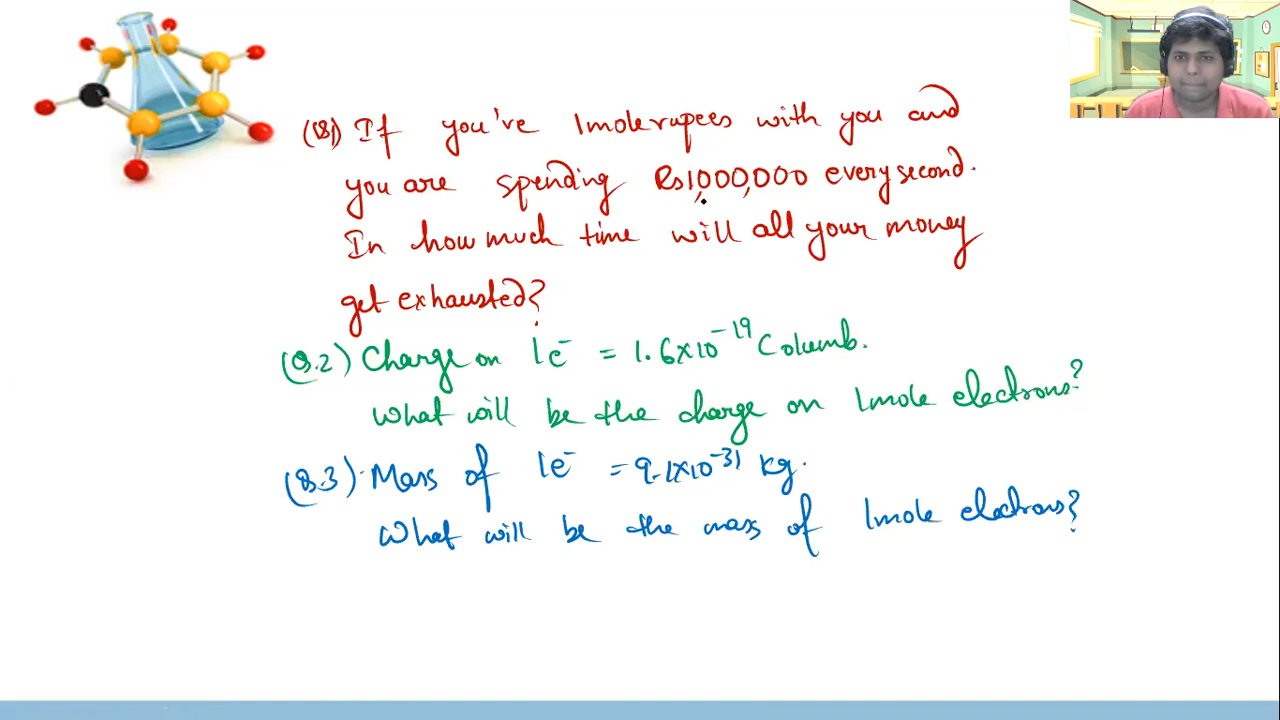 (Q1) If you've 1molerupees with you and
you are spending Rs1,000,000 every second.
In how much time will all your money
get exhausted?
(Q.2) Charge on 1e⁻ = 1.6×10⁻¹⁹ Columb.
What will be the charge on 1mole electrons?
(Q.3) Mass of 1e⁻ = 9.1×10⁻³¹ kg.
What will be the mass of 1mole electrons?